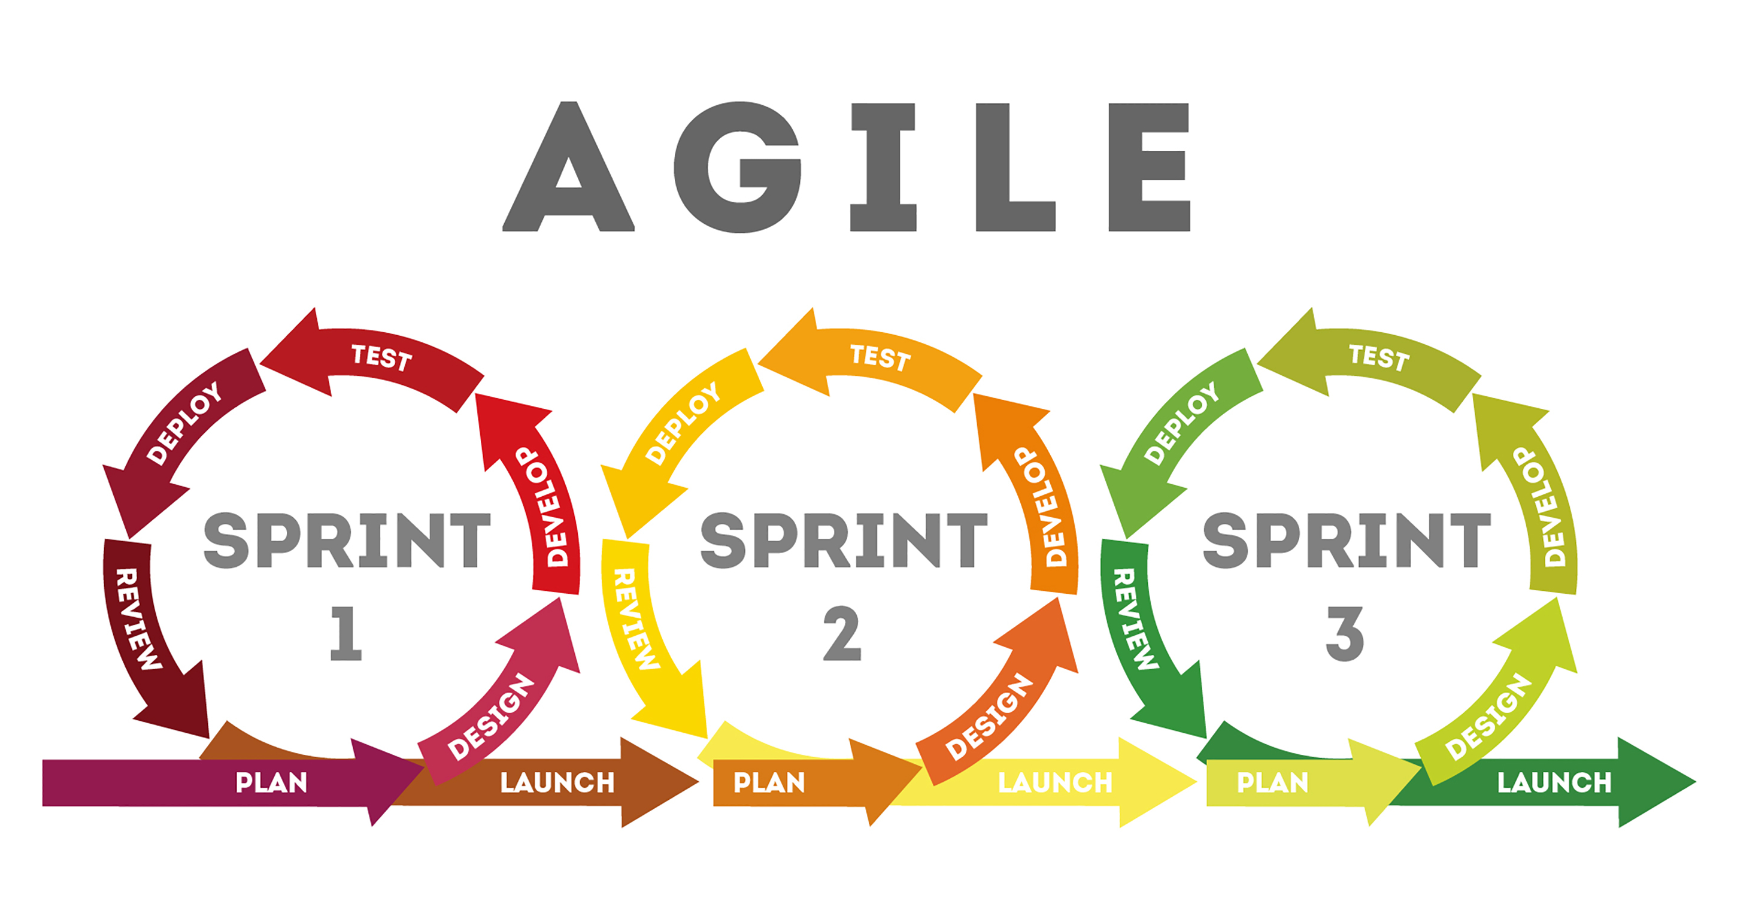 AGILE
TEST
DEPLOY
DEVELOP
SPRINT
1
REVIEW
DESIGN
PLAN
LAUNCH
TEST
DEPLOY
DEVELOP
SPRINT
2
REVIEW
DESIGN
PLAN
LAUNCH
TEST
DEPLOY
DEVELOP
SPRINT
3
REVIEW
DESIGN
PLAN
LAUNCH